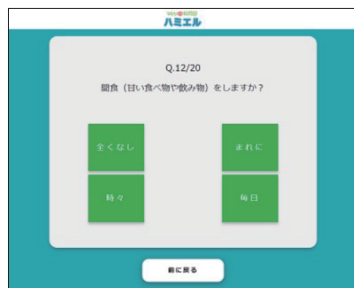 ハミエル
Q.12/20
間食（甘い食べ物や飲み物）をしますか？
全くなし
まれに
時々
毎日
前に戻る